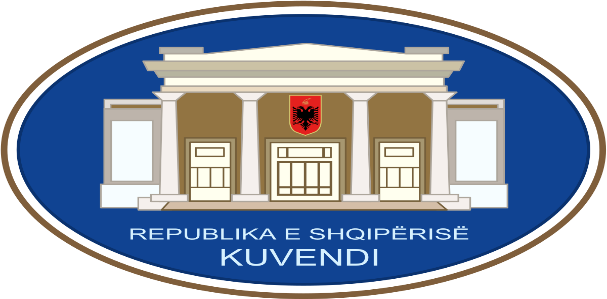 REPUBLIKA E SHQIPËRISË
KUVENDI